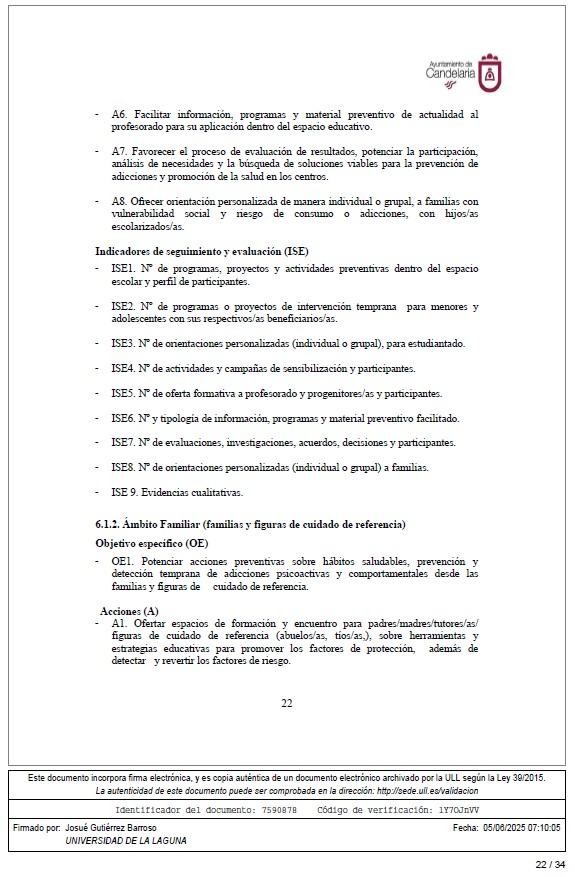 Ayuntamiento de
Candelaria
- A6. Facilitar información, programas y material preventivo de actualidad al
profesorado para su aplicación dentro del espacio educativo.
- A7. Favorecer el proceso de evaluación de resultados, potenciar la participación,
análisis de necesidades y la búsqueda de soluciones viables para la prevención de
adicciones y promoción de la salud en los centros.
- A8. Ofrecer orientación personalizada de manera individual o grupal, a familias con
vulnerabilidad social y riesgo de consumo o adicciones, con hijos/as
escolarizados/as.
Indicadores de seguimiento y evaluación (ISE)
- ISE1. Nº de programas, proyectos y actividades preventivas dentro del espacio
escolar y perfil de participantes.
- ISE2. Nº de programas o proyectos de intervención temprana para menores y
adolescentes con sus respectivos/as beneficiarios/as.
- ISE3. Nº de orientaciones personalizadas (individual o grupal), para estudiantado.
- ISE4. Nº de actividades y campañas de sensibilización y participantes.
- ISE5. Nº de oferta formativa a profesorado y progenitores/as y participantes.
- ISE6. Nº y tipología de información, programas y material preventivo facilitado.
- ISE7. Nº de evaluaciones, investigaciones, acuerdos, decisiones y participantes.
- ISE8. Nº de orientaciones personalizadas (individual o grupal) a familias.
- ISE 9. Evidencias cualitativas.
6.1.2. Ámbito Familiar (familias y figuras de cuidado de referencia)
Objetivo específico (OE)
- OE1. Potenciar acciones preventivas sobre hábitos saludables, prevención y
detección temprana de adicciones psicoactivas y comportamentales desde las
familias y figuras de cuidado de referencia.
Acciones (A)
- A1. Ofertar espacios de formación y encuentro para padres/madres/tutores/as/
figuras de cuidado de referencia (abuelos/as, tíos/as,), sobre herramientas y
estrategias educativas para promover los factores de protección, además de
detectar y revertir los factores de riesgo.
22
Este documento incorpora firma electrónica, y es copia auténtica de un documento electrónico archivado por la ULL según la Ley 39/2015.
La autenticidad de este documento puede ser comprobada en la dirección: http://sede.ull.es/validacion
Identificador del documento: 7590878 Código de verificación: lY7OJnVV
Firmado por: Josué Gutiérrez Barroso Fecha: 05/06/2025 07:10:05
UNIVERSIDAD DE LA LAGUNA
22 / 34